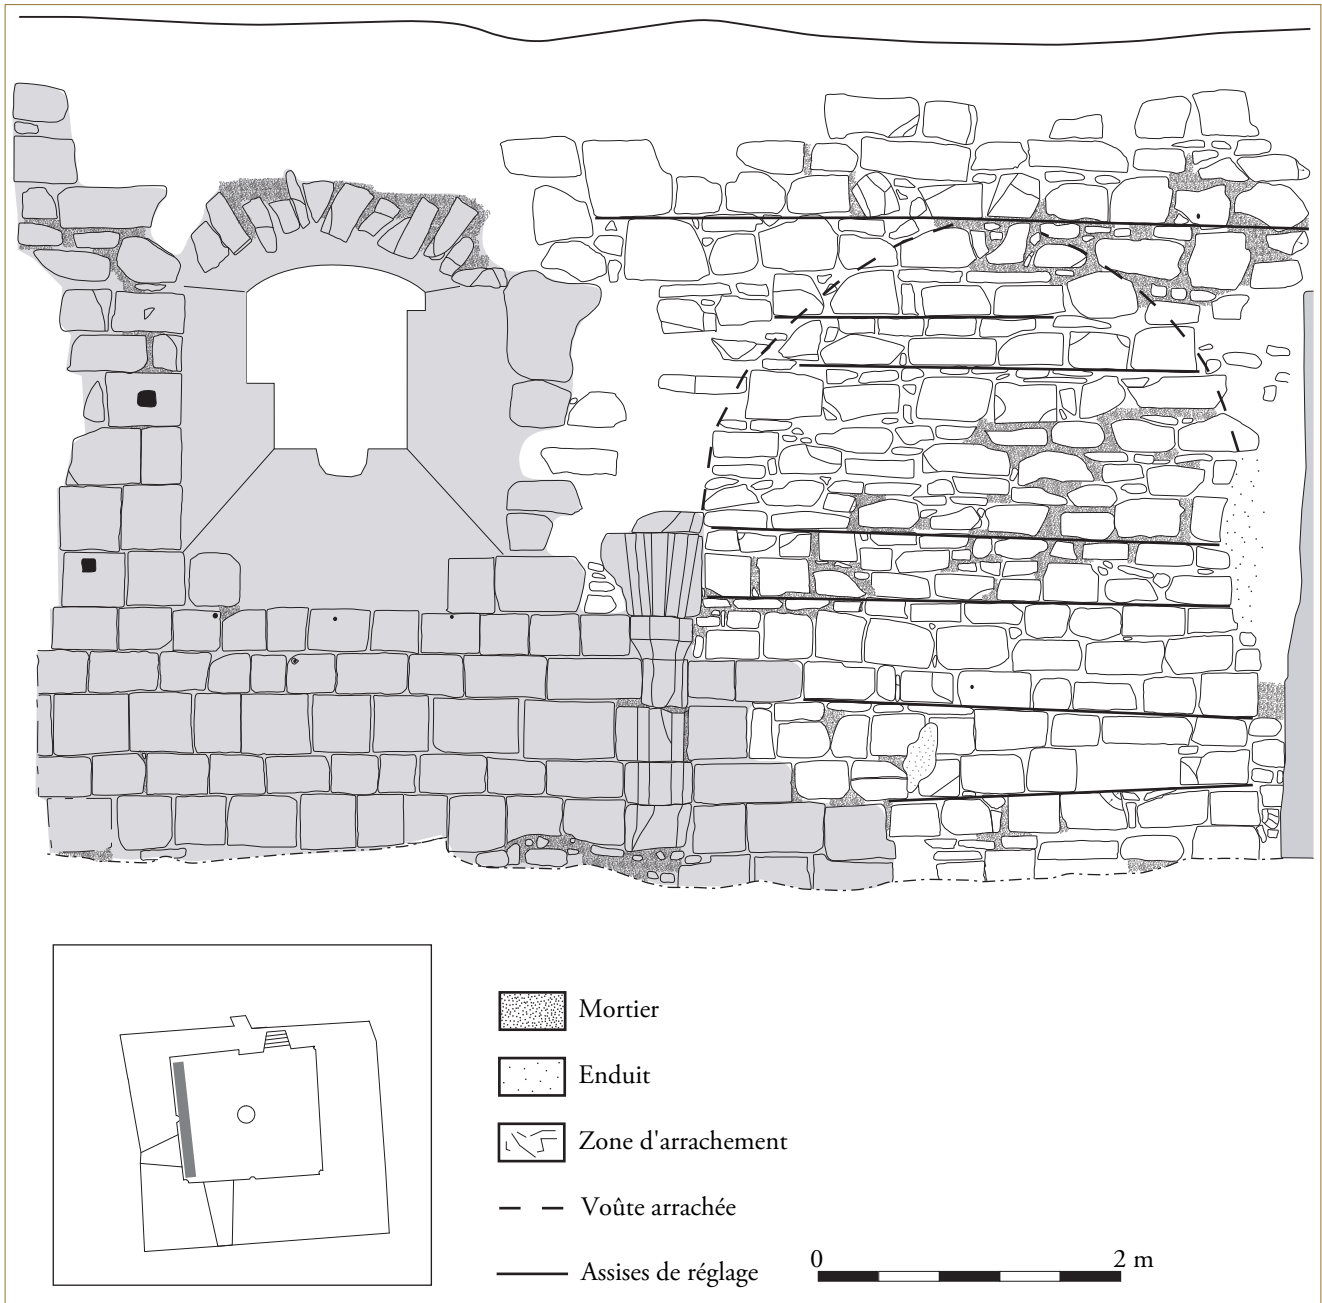 Mortier
Enduit
Zone d'arrachement
Voûte arrachée
Assises de réglage
0 2 m